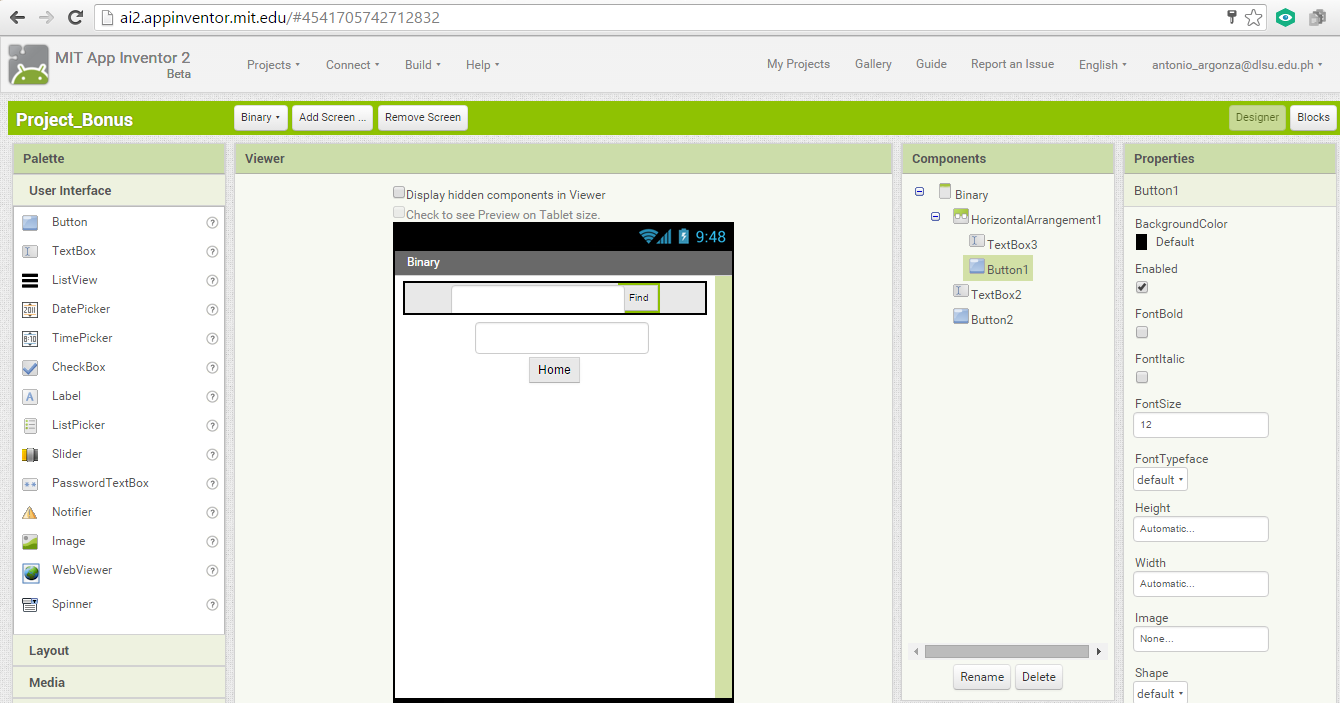 ai2.appinventor.mit.edu/#4541705742712832
MIT App Inventor 2
Beta
Projects Connect Build Help My Projects Gallery Guide Report an Issue English antonio_argonza@dlsu.edu.ph
Project_Bonus Binary Add Screen ... Remove Screen Designer Blocks
Palette
User Interface
Button ?
TextBox ?
ListView ?
DatePicker ?
TimePicker ?
CheckBox ?
Label ?
ListPicker ?
Slider ?
PasswordTextBox ?
Notifier ?
Image ?
WebViewer ?
Spinner ?
Layout
Media
Viewer
Display hidden components in Viewer
Check to see Preview on Tablet size.
9:48
Binary
Find
Home
Components
Binary
HorizontalArrangement1
TextBox3
Button1
TextBox2
Button2
Rename Delete
Properties
Button1
BackgroundColor
Default
Enabled
FontBold
FontItalic
FontSize
12
FontTypeface
default
Height
Automatic...
Width
Automatic...
Image
None...
Shape
default